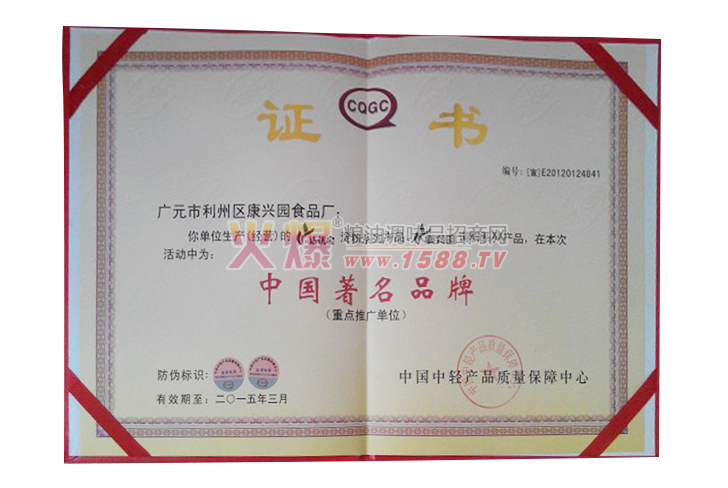 CQGC
证 书
编号:[宣]E20120124841
广元市利州区康兴园食品厂:
你单位生产(经营)的
产品,在本次
活动中为:
火爆®粮油调味品招商网
www.1588.TV
中国著名品牌
(重点推广单位)
防伪标识:
中国中轻产品质量保障中心
有效期至:二〇一五年三月